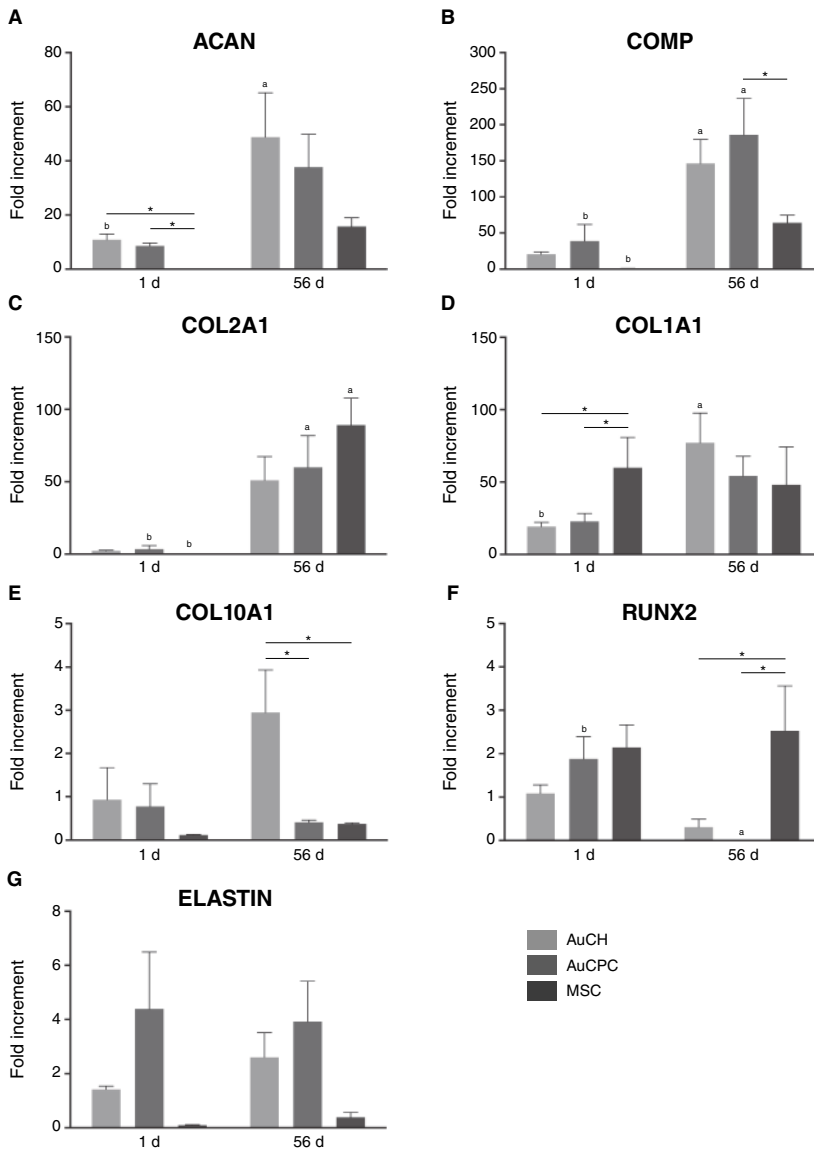 A
ACAN
Fold increment
80
60
40
20
0
b
*
*
a
1 d
56 d
B
COMP
Fold increment
300
250
200
150
100
50
0
b
b
a
a
*
1 d
56 d
C
COL2A1
Fold increment
150
100
50
0
b
b
a
a
1 d
56 d
D
COL1A1
Fold increment
150
100
50
0
b
*
*
a
1 d
56 d
E
COL10A1
Fold increment
5
4
3
2
1
0
*
*
1 d
56 d
F
RUNX2
Fold increment
5
4
3
2
1
0
b
a
*
*
1 d
56 d
G
ELASTIN
Fold increment
8
6
4
2
0
1 d
56 d
AuCH
AuCPC
MSC